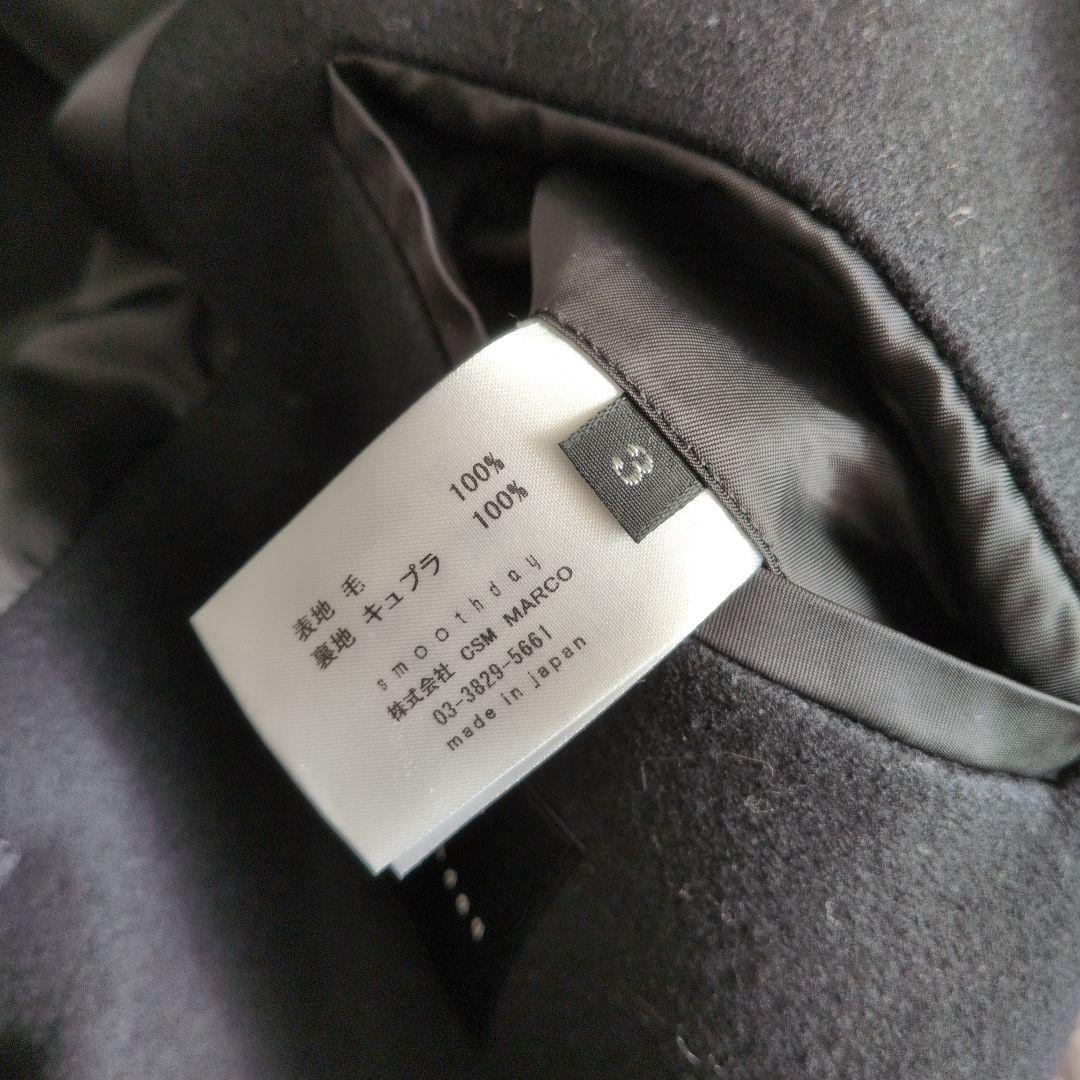 3
表地 毛 100%
裏地 キュプラ 100%
smoothday
株式会社 CSM MARCO
03-3829-5661
made in japan